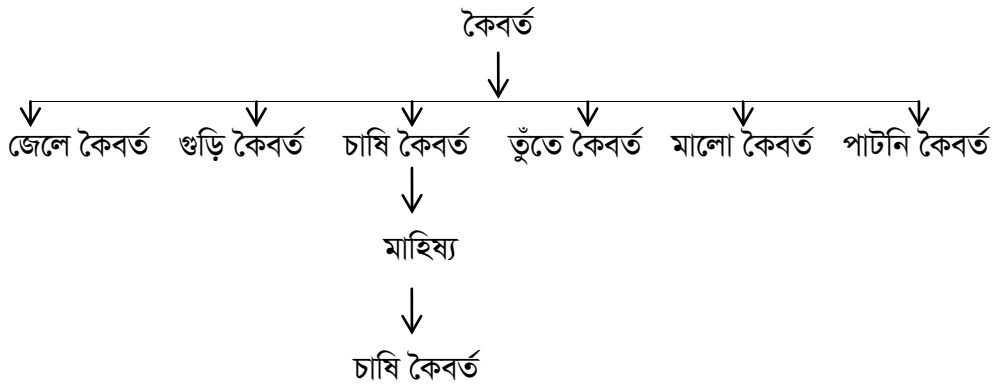 কৈবর্ত
জেলে কৈবর্ত গুড়ি কৈবর্ত চাষি কৈবর্ত তুঁতে কৈবর্ত মালো কৈবর্ত পাটনি কৈবর্ত
মাহিষ্য
চাষি কৈবর্ত